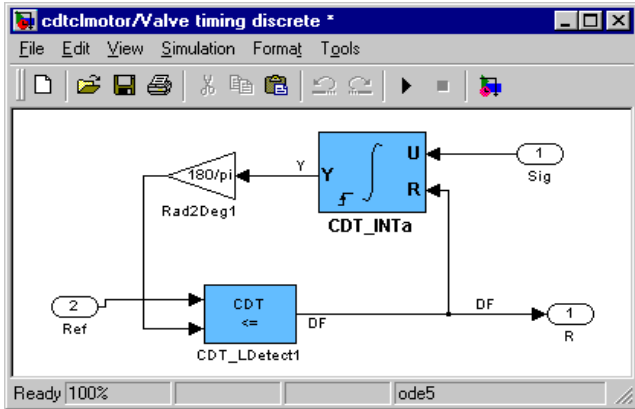 cdtclmotor/Valve timing discrete *
File Edit View Simulation Format Tools
180/pi
Y
Y
U
R
1
Sig
Rad2Deg1
CDT_INTa
2
Ref
CDT
<=
DF
DF
1
R
CDT_LDetect1
Ready 100% ode5